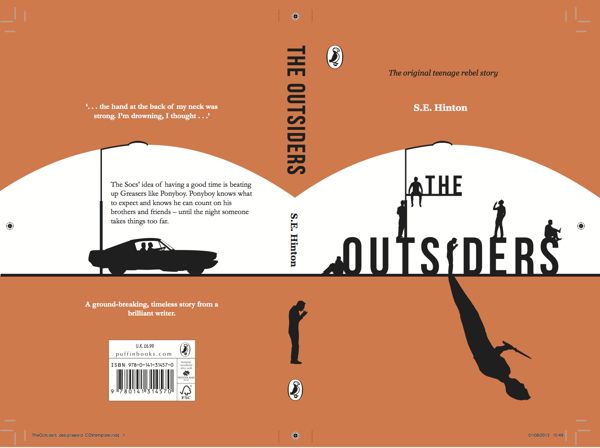 ‘. . . the hand at the back of my neck was
strong. I’m drowning, I thought . . .’
The Socs’ idea of having a good time is beating
up Greasers like Ponyboy. Ponyboy knows what
to expect and knows he can count on his
brothers and friends – until the night someone
takes things too far.
A ground-breaking, timeless story from a
brilliant writer.
U.K. £6.99
puffinbooks.com
ISBN 978-0-141-31457-0
9 780141 314570
FSC
THE OUTSIDERS
S.E. Hinton
The original teenage rebel story
S.E. Hinton
THE
OUTSIDERS